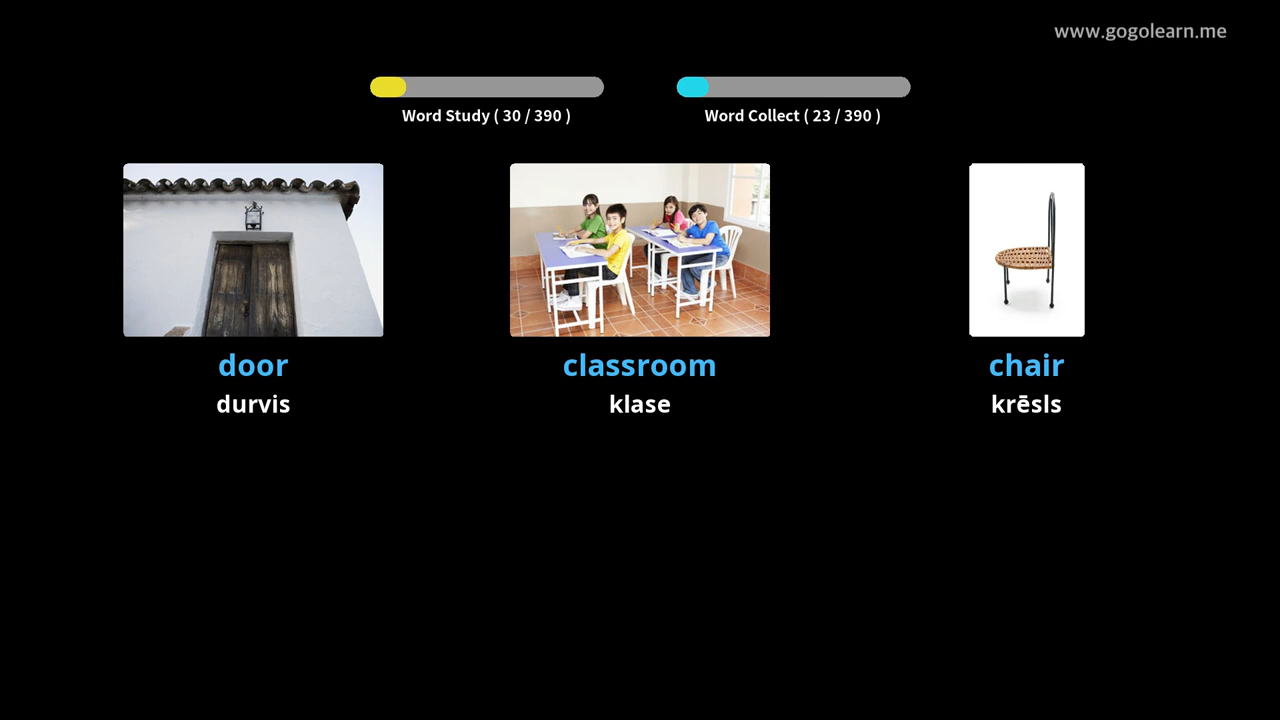 www.gogolearn.me
Word Study ( 30 / 390 )
Word Collect ( 23 / 390 )
door
classroom
chair
durvis
klase
krēsls